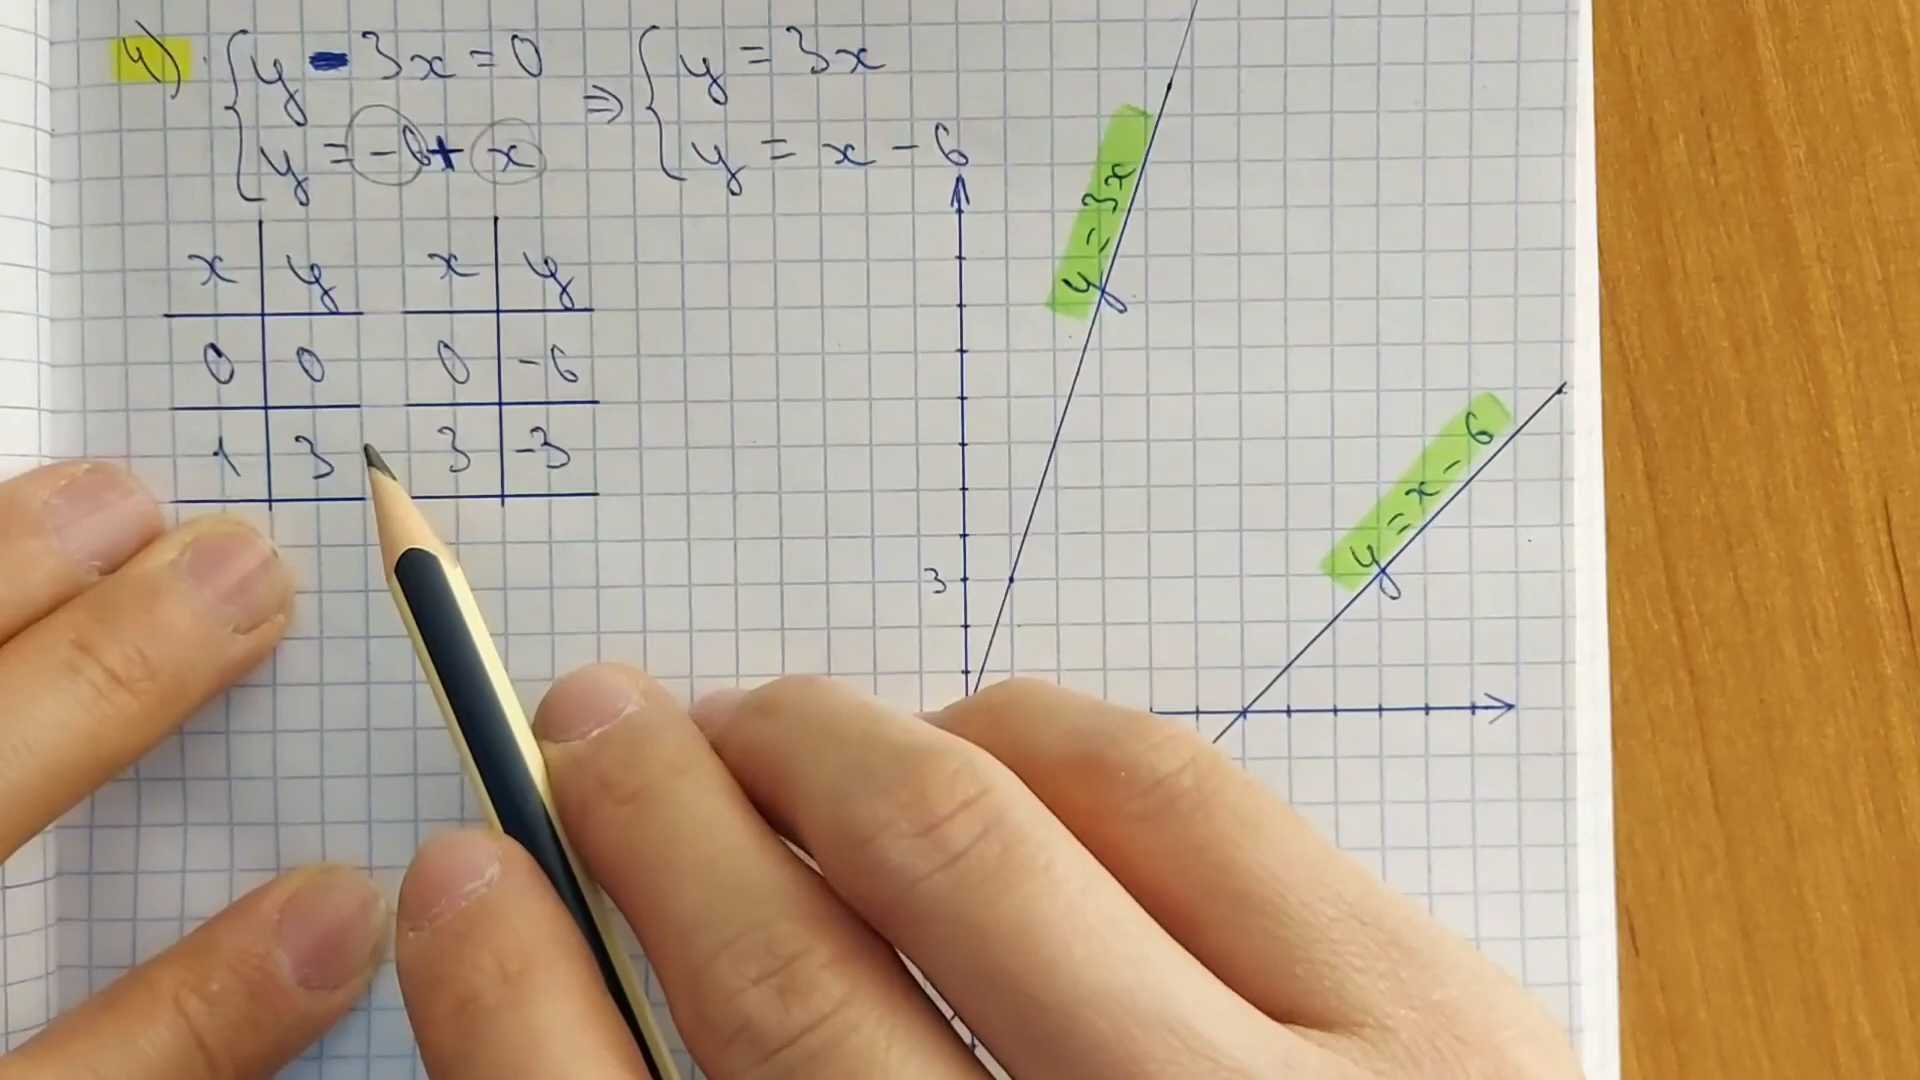 4) { y - 3x = 0 ⇒ { y = 3x
y = -6 + x y = x - 6
x y x y
0 0 0 -6
1 3 3 -3
y = 3x
y = x - 6
3